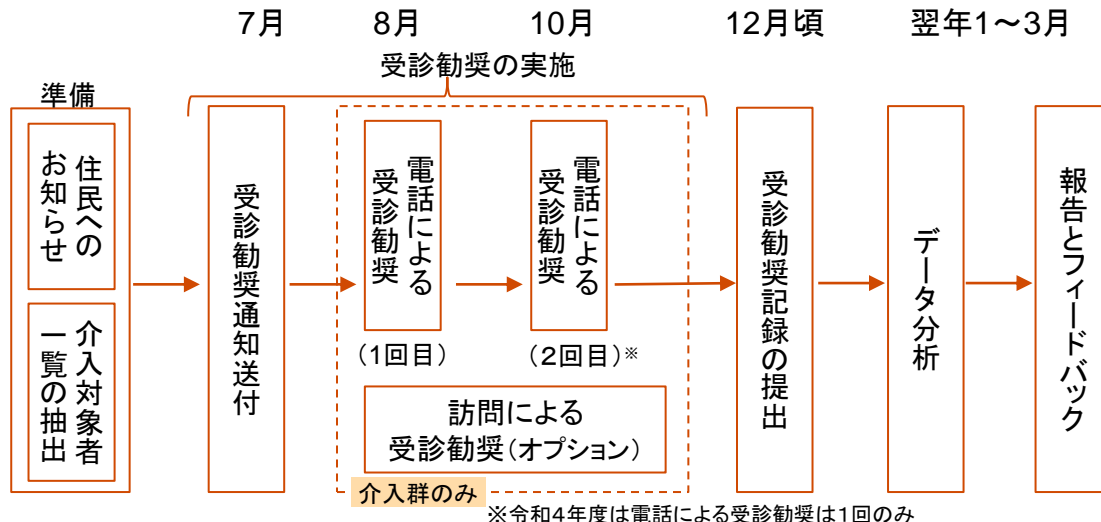 7月
8月
10月
12月頃
翌年1～3月
受診勧奨の実施
準備
住民への
お知らせ
介入対象者
一覧の抽出
受診勧奨通知送付
電話による
受診勧奨
(1回目)
電話による
受診勧奨
(2回目)※
訪問による
受診勧奨(オプション)
介入群のみ
受診勧奨記録の提出
データ分析
報告とフィードバック
※令和4年度は電話による受診勧奨は1回のみ